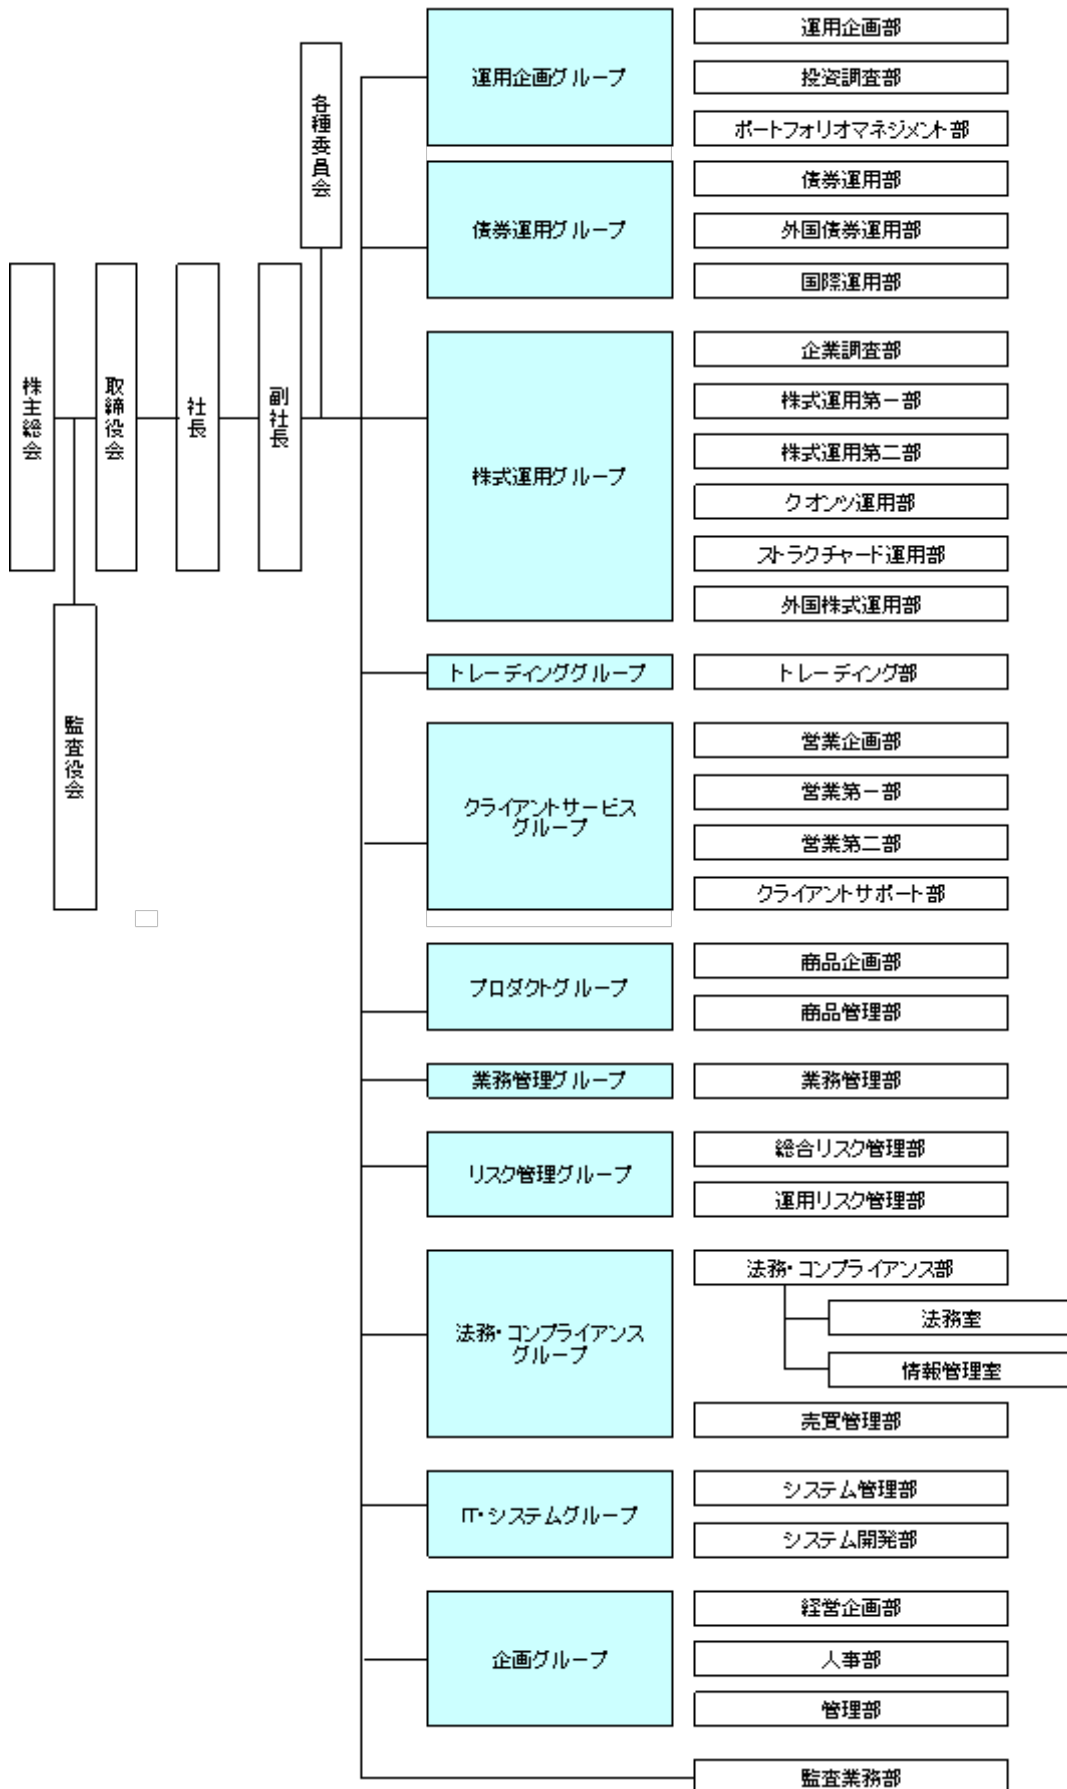 株主総会
監査役会
取締役会
社長
副社長
各種委員会
運用企画グループ
運用企画部
投資調査部
ポートフォリオマネジメント部
債券運用グループ
債券運用部
外国債券運用部
国際運用部
株式運用グループ
企業調査部
株式運用第一部
株式運用第二部
クオンツ運用部
ストラクチャード運用部
外国株式運用部
トレーディンググループ
トレーディング部
クライアントサービス
グループ
営業企画部
営業第一部
営業第二部
クライアントサポート部
プロダクトグループ
商品企画部
商品管理部
業務管理グループ
業務管理部
リスク管理グループ
総合リスク管理部
運用リスク管理部
法務・コンプライアンス
グループ
法務・コンプライアンス部
法務室
情報管理室
売買管理部
IT・システムグループ
システム管理部
システム開発部
企画グループ
経営企画部
人事部
管理部
監査業務部